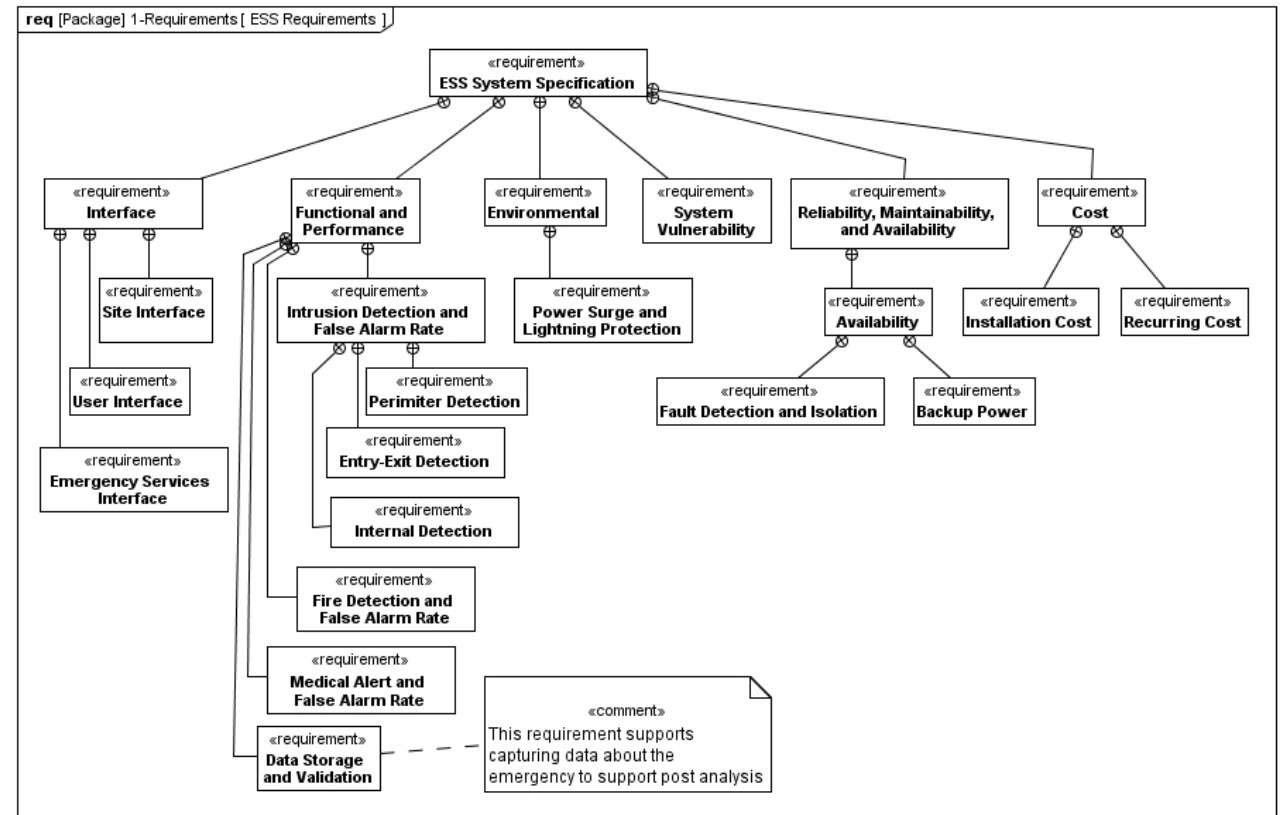 req [Package] 1-Requirements [ ESS Requirements ]
«requirement»
ESS System Specification
«requirement»
Interface
«requirement»
Functional and
Performance
«requirement»
Environmental
«requirement»
System
Vulnerability
«requirement»
Reliability, Maintainability,
and Availability
«requirement»
Cost
«requirement»
Site Interface
«requirement»
Intrusion Detection and
False Alarm Rate
«requirement»
Power Surge and
Lightning Protection
«requirement»
Availability
«requirement»
Installation Cost
«requirement»
Recurring Cost
«requirement»
User Interface
«requirement»
Perimiter Detection
«requirement»
Fault Detection and Isolation
«requirement»
Backup Power
«requirement»
Emergency Services
Interface
«requirement»
Entry-Exit Detection
«requirement»
Internal Detection
«requirement»
Fire Detection and
False Alarm Rate
«requirement»
Medical Alert and
False Alarm Rate
«requirement»
Data Storage
and Validation
«comment»
This requirement supports
capturing data about the
emergency to support post analysis